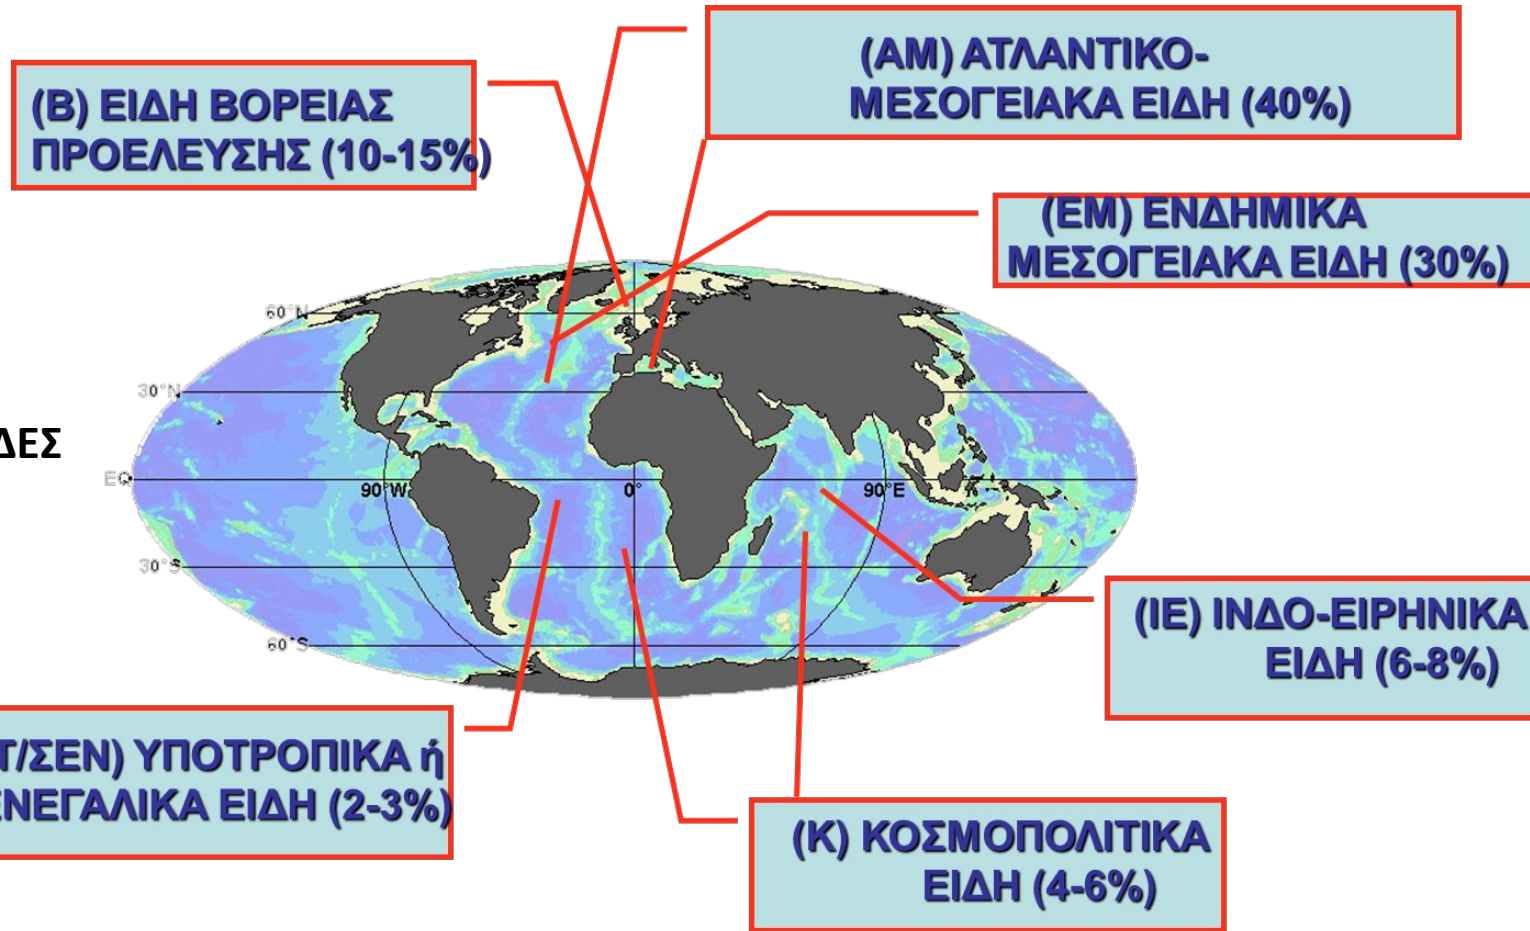 (ΑΜ) ΑΤΛΑΝΤΙΚΟ-
ΜΕΣΟΓΕΙΑΚΑ ΕΙΔΗ (40%)
(Β) ΕΙΔΗ ΒΟΡΕΙΑΣ
ΠΡΟΕΛΕΥΣΗΣ (10-15%)
(ΕΜ) ΕΝΔΗΜΙΚΑ
ΜΕΣΟΓΕΙΑΚΑ ΕΙΔΗ (30%)
60°N
30°N
ΔΕΣ
EQ
90°W
0°
90°E
30°S
60°S
(ΙΕ) ΙΝΔΟ-ΕΙΡΗΝΙΚΑ
ΕΙΔΗ (6-8%)
Τ/ΣΕΝ) ΥΠΟΤΡΟΠΙΚΑ ή
ΕΝΕΓΑΛΙΚΑ ΕΙΔΗ (2-3%)
(Κ) ΚΟΣΜΟΠΟΛΙΤΙΚΑ
ΕΙΔΗ (4-6%)